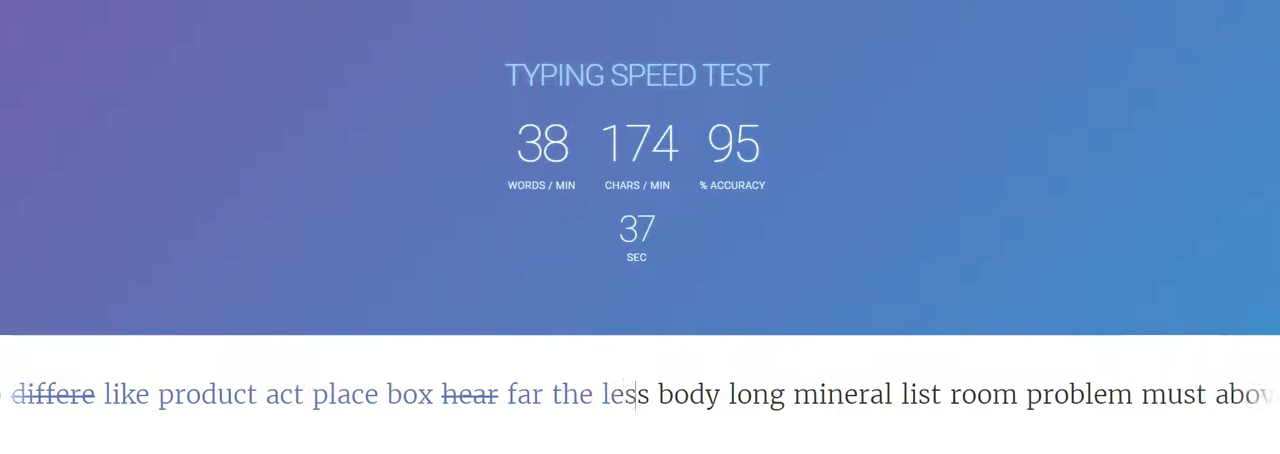 TYPING SPEED TEST
38 174 95
WORDS / MIN CHARS / MIN % ACCURACY
37
SEC
differe like product act place box hear far the less body long mineral list room problem must abov